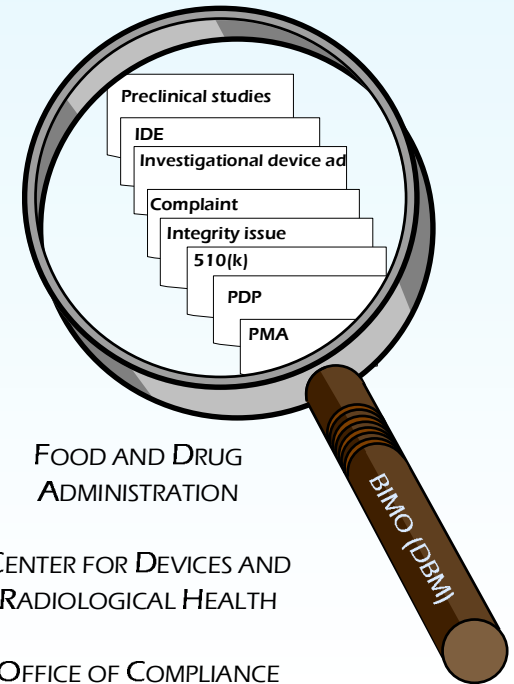 Preclinical studies
IDE
Investigational device ad
Complaint
Integrity issue
510(k)
PDP
PMA
BIMO (DBM)
FOOD AND DRUG
ADMINISTRATION
CENTER FOR DEVICES AND
RADIOLOGICAL HEALTH
OFFICE OF COMPLIANCE